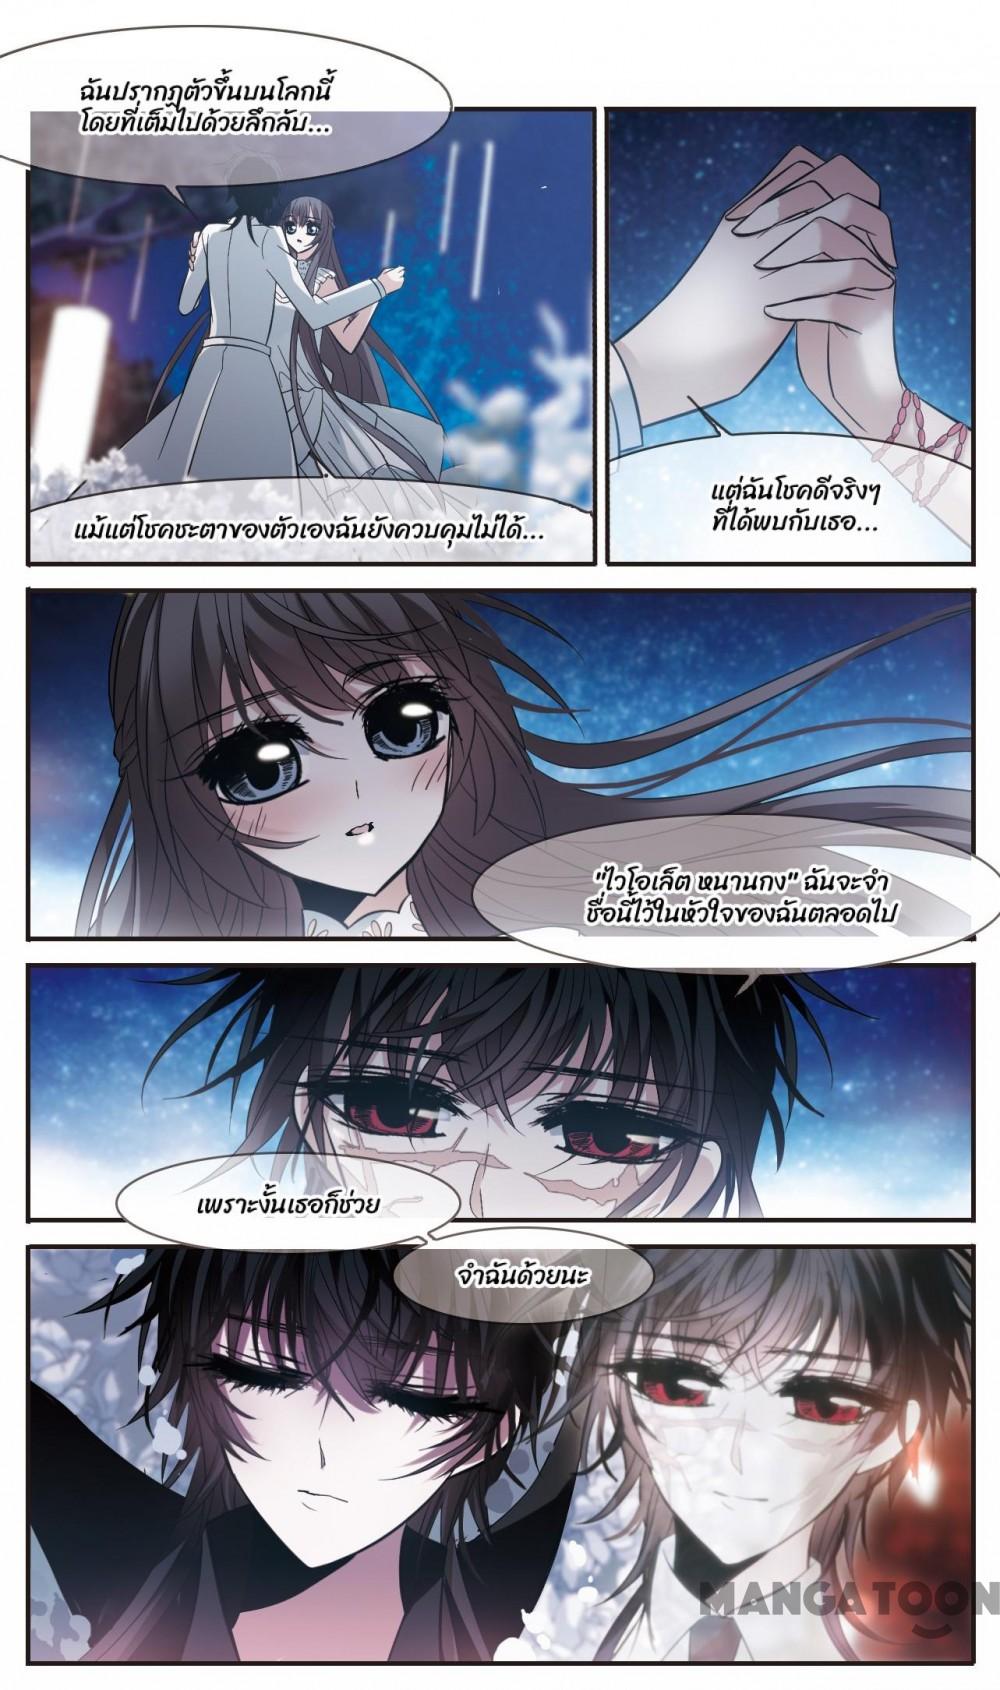 ฉันปรากฏตัวขึ้นบนโลกนี้
โดยที่เต็มไปด้วยลึกลับ...
แม้แต่โชคชะตาของตัวเองฉันยังควบคุมไม่ได้...
แต่ฉันโชคดีจริงๆ
ที่ได้พบกับเธอ...
"ไวโอเล็ต หนานกง" ฉันจะจำ
ชื่อนี้ไว้ในหัวใจของฉันตลอดไป
เพราะงั้นเธอก็ช่วย
จำฉันด้วยนะ
MANGATOON